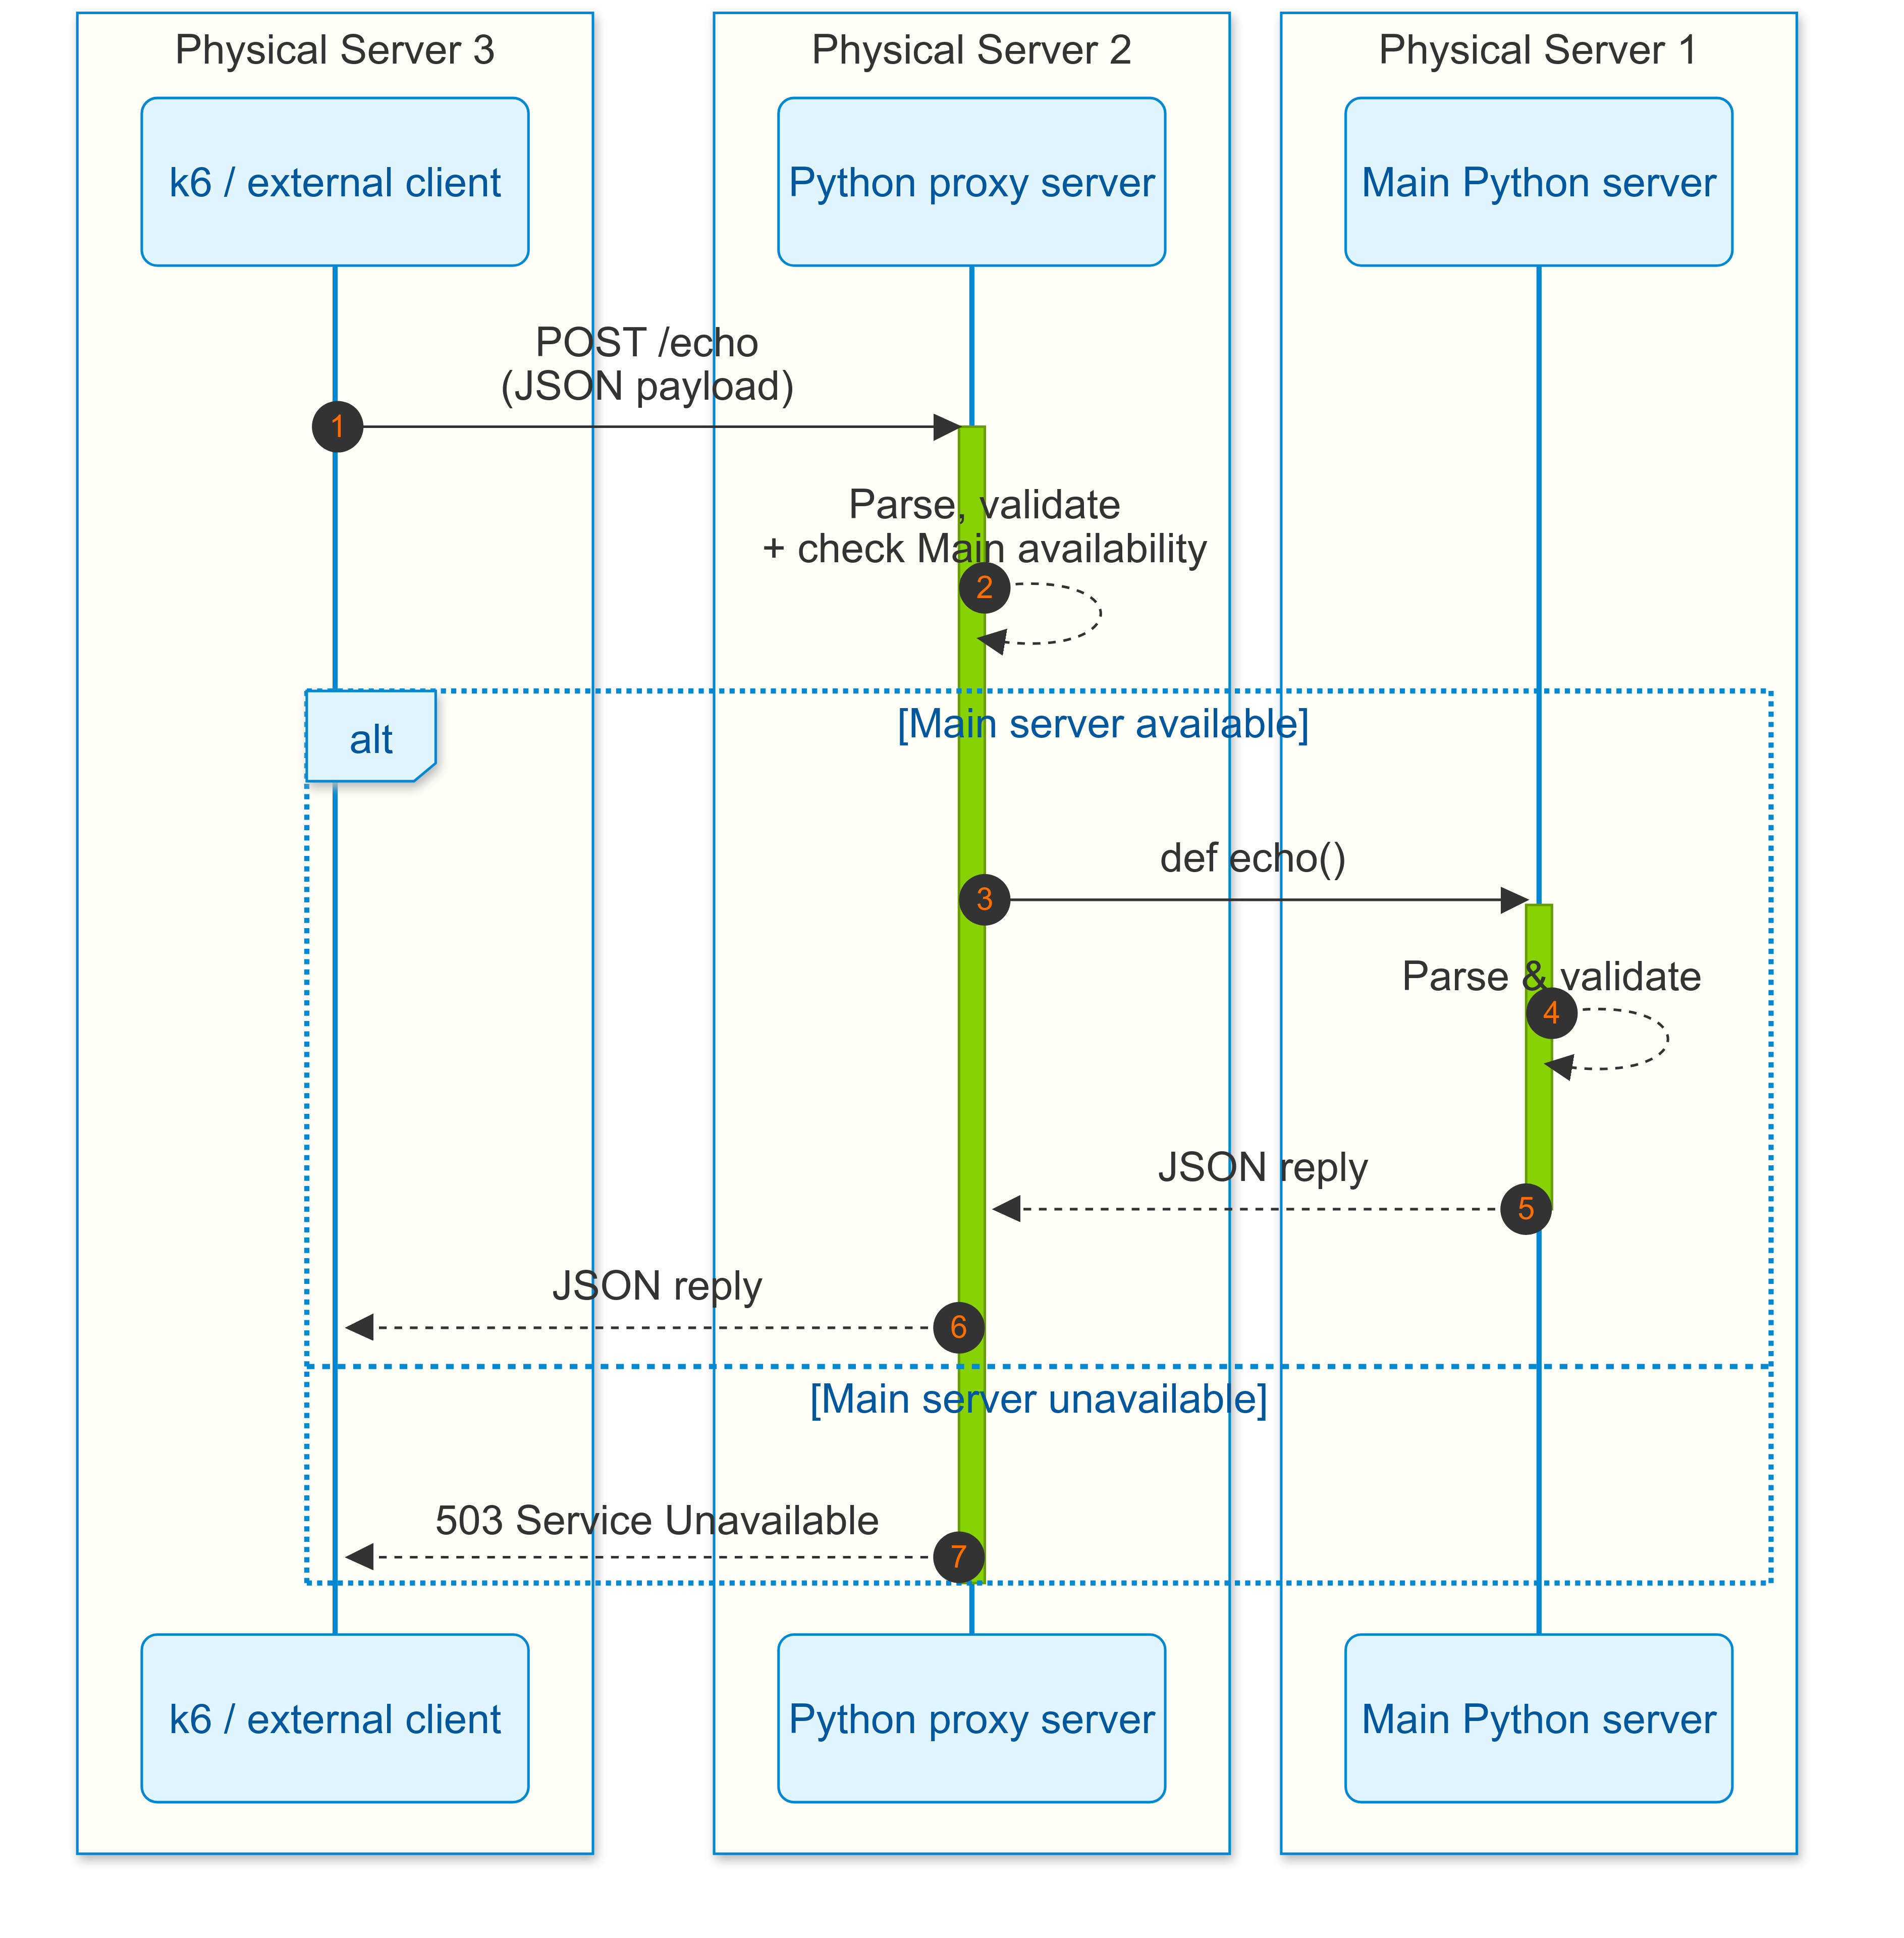 Physical Server 3
Physical Server 2
Physical Server 1
k6 / external client
Python proxy server
Main Python server
POST /echo
(JSON payload)
1
Parse, validate
+ check Main availability
2
alt
[Main server available]
def echo()
3
Parse & validate
4
JSON reply
5
JSON reply
6
[Main server unavailable]
503 Service Unavailable
7
k6 / external client
Python proxy server
Main Python server